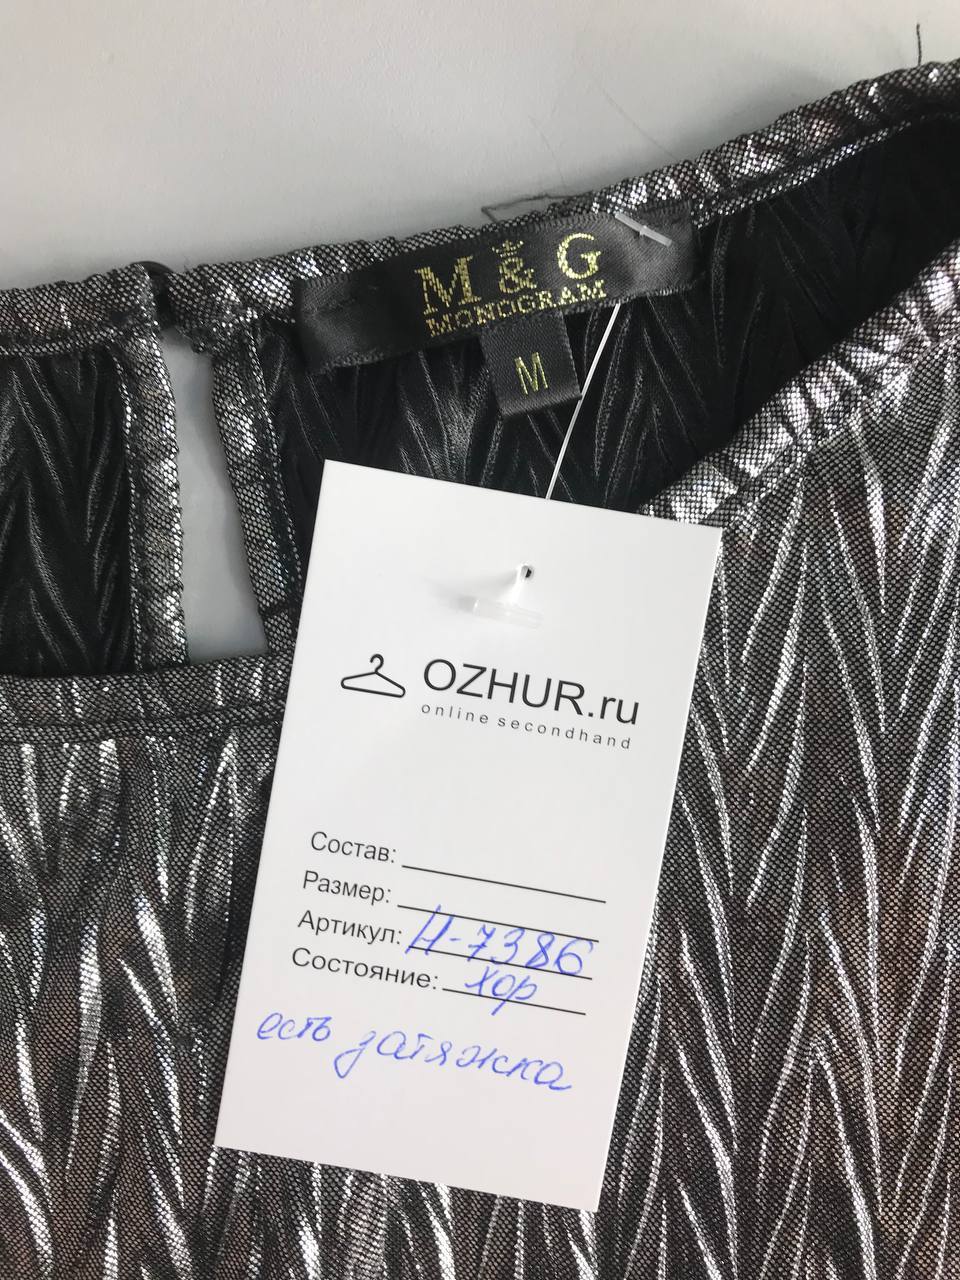 M & G
MONOGRAM
M
OZHUR.ru
online secondhand
Состав:
Размер:
Артикул: Н-7386
Состояние: хор
есть затяжка